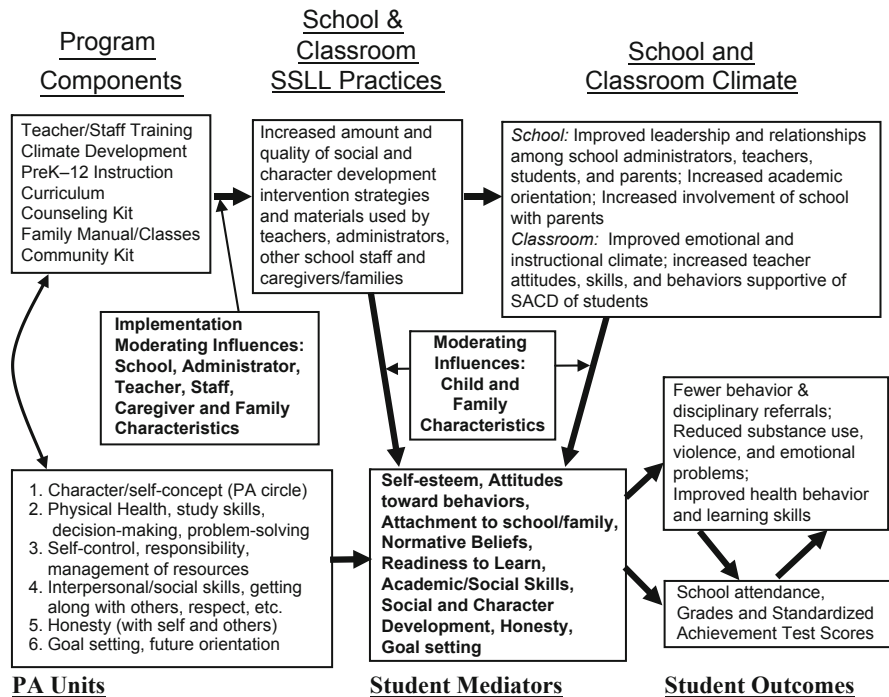 Program
Components
School &
Classroom
SSLL Practices
School and
Classroom Climate
Teacher/Staff Training
Climate Development
PreK–12 Instruction
Curriculum
Counseling Kit
Family Manual/Classes
Community Kit
Increased amount and
quality of social and
character development
intervention strategies
and materials used by
teachers, administrators,
other school staff and
caregivers/families
School: Improved leadership and relationships
among school administrators, teachers,
students, and parents; Increased academic
orientation; Increased involvement of school
with parents
Classroom: Improved emotional and
instructional climate; increased teacher
attitudes, skills, and behaviors supportive of
SACD of students
Implementation
Moderating Influences:
School, Administrator,
Teacher, Staff,
Caregiver and Family
Characteristics
Moderating
Influences:
Child and
Family
Characteristics
1. Character/self-concept (PA circle)
2. Physical Health, study skills,
decision-making, problem-solving
3. Self-control, responsibility,
management of resources
4. Interpersonal/social skills, getting
along with others, respect, etc.
5. Honesty (with self and others)
6. Goal setting, future orientation
Self-esteem, Attitudes
toward behaviors,
Attachment to school/family,
Normative Beliefs,
Readiness to Learn,
Academic/Social Skills,
Social and Character
Development, Honesty,
Goal setting
Fewer behavior &
disciplinary referrals;
Reduced substance use,
violence, and emotional
problems;
Improved health behavior
and learning skills
School attendance,
Grades and Standardized
Achievement Test Scores
PA Units
Student Mediators
Student Outcomes